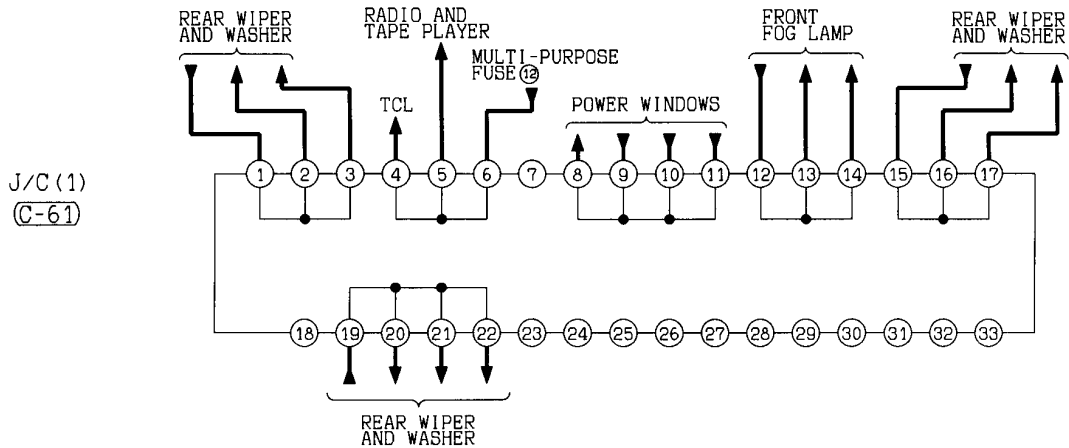 REAR WIPER
AND WASHER
RADIO AND
TAPE PLAYER
MULTI-PURPOSE
FUSE ⑫
TCL
POWER WINDOWS
FRONT
FOG LAMP
REAR WIPER
AND WASHER
J/C (1)
C-61
1 2 3 4 5 6 7 8 9 10 11 12 13 14 15 16 17
18 19 20 21 22 23 24 25 26 27 28 29 30 31 32 33
REAR WIPER
AND WASHER